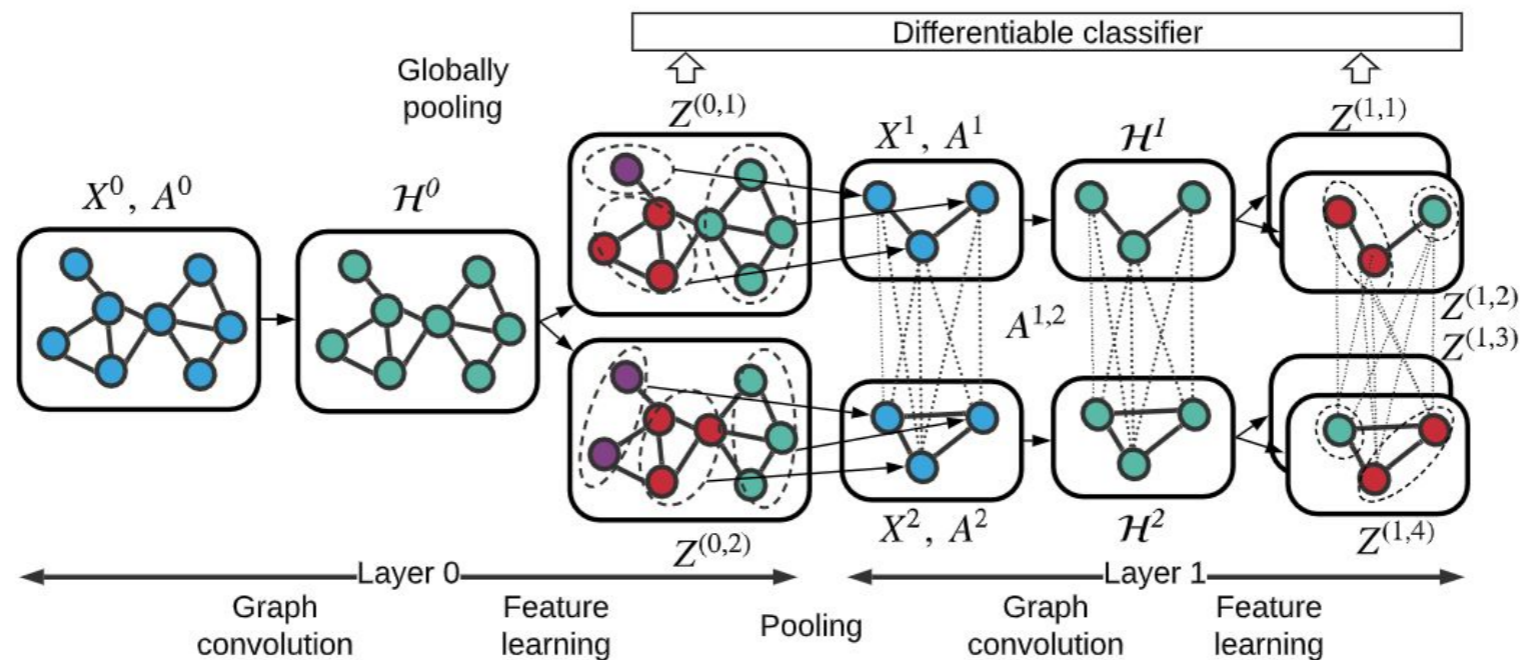 Differentiable classifier
Globally
pooling
Z^(0,1)
Z^(1,1)
X^0, A^0
H^0
X^1, A^1
H^1
Z^(1,2)
A^1,2
Z^(1,3)
Z^(0,2)
X^2, A^2
H^2
Z^(1,4)
Layer 0
Layer 1
Graph
convolution
Feature
learning
Pooling
Graph
convolution
Feature
learning